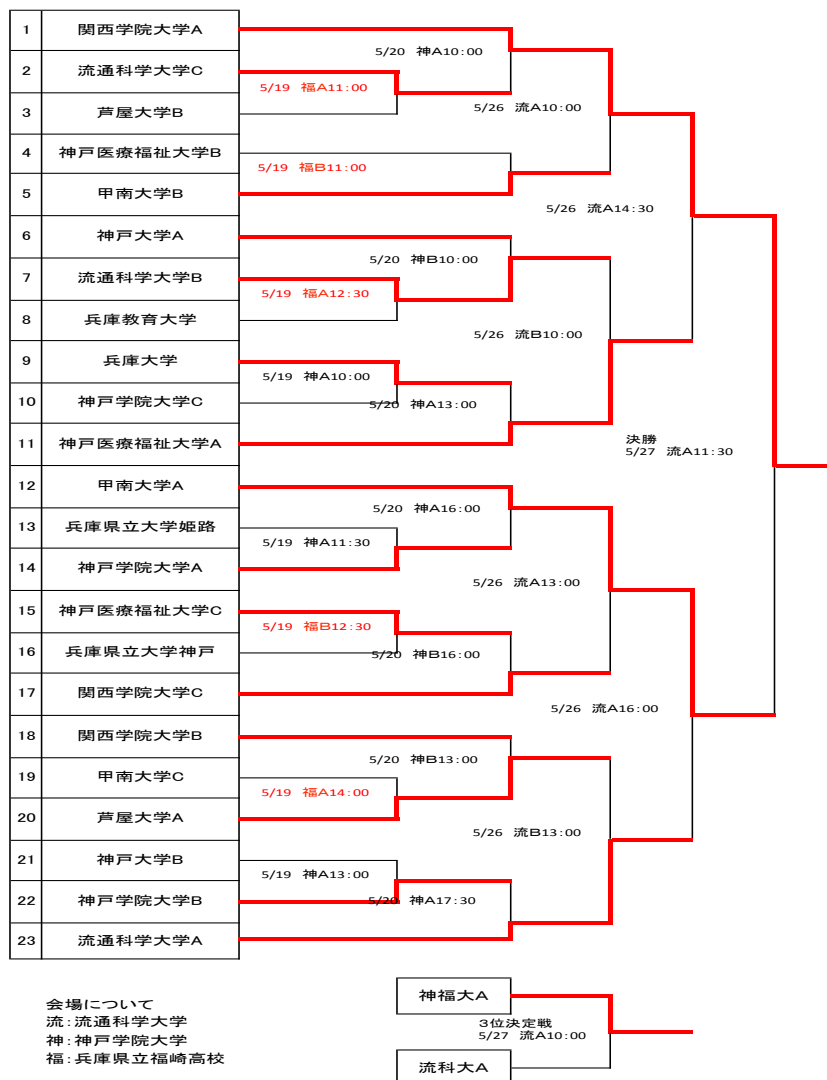 1 関西学院大学A
5/20 神A10:00
2 流通科学大学C
5/19 福A11:00
5/26 流A10:00
3 芦屋大学B
4 神戸医療福祉大学B
5/19 福B11:00
5 甲南大学B
5/26 流A14:30
6 神戸大学A
5/20 神B10:00
7 流通科学大学B
5/19 福A12:30
8 兵庫教育大学
5/26 流B10:00
9 兵庫大学
5/19 神A10:00
10 神戸学院大学C
5/20 神A13:00
11 神戸医療福祉大学A
決勝
5/27 流A11:30
12 甲南大学A
5/20 神A16:00
13 兵庫県立大学姫路
5/19 神A11:30
14 神戸学院大学A
5/26 流A13:00
15 神戸医療福祉大学C
5/19 福B12:30
16 兵庫県立大学神戸
5/20 神B16:00
17 関西学院大学C
5/26 流A16:00
18 関西学院大学B
5/20 神B13:00
19 甲南大学C
5/19 福A14:00
20 芦屋大学A
5/26 流B13:00
21 神戸大学B
5/19 神A13:00
22 神戸学院大学B
5/20 神A17:30
23 流通科学大学A
神福大A
会場について
流:流通科学大学
神:神戸学院大学
福:兵庫県立福崎高校
3位決定戦
5/27 流A10:00
流科大A